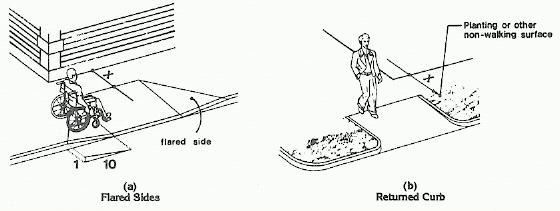 Planting or other
non-walking surface
X
X
flared side
1 10
(a)
Flared Sides
(b)
Returned Curb